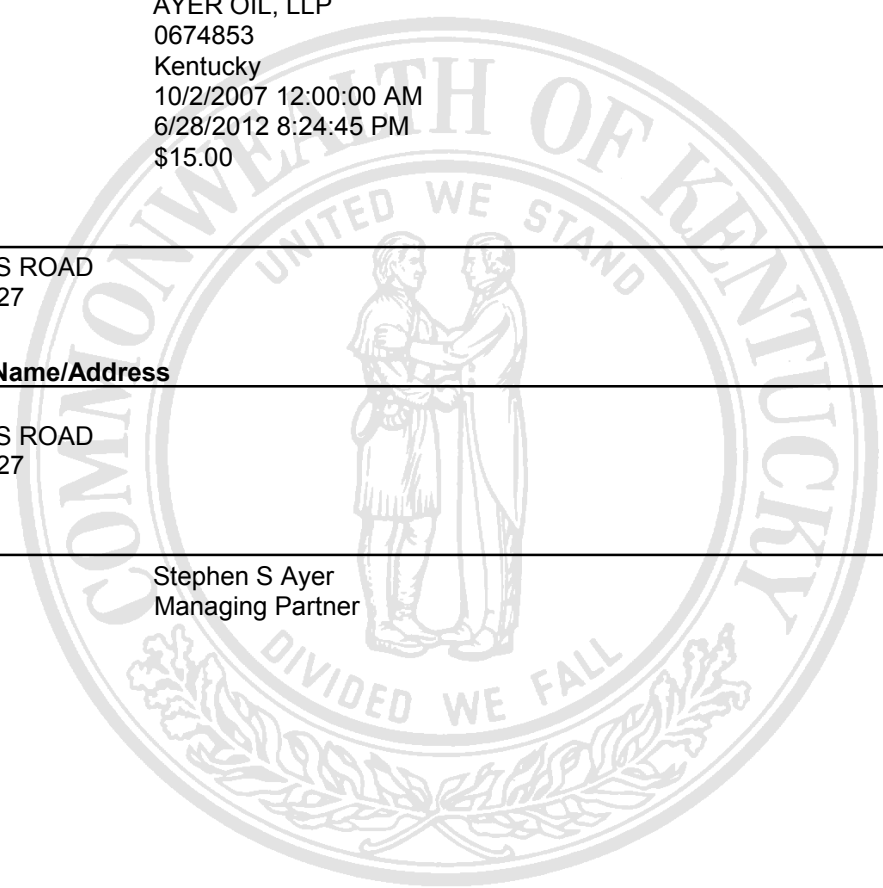 AYER OIL, LLP
0674853
Kentucky
10/2/2007 12:00:00 AM
6/28/2012 8:24:45 PM
$15.00
S ROAD
27
Name/Address
S ROAD
27
Stephen S Ayer
Managing Partner
COMMONWEALTH OF KENTUCKY
UNITED WE STAND
DIVIDED WE FALL